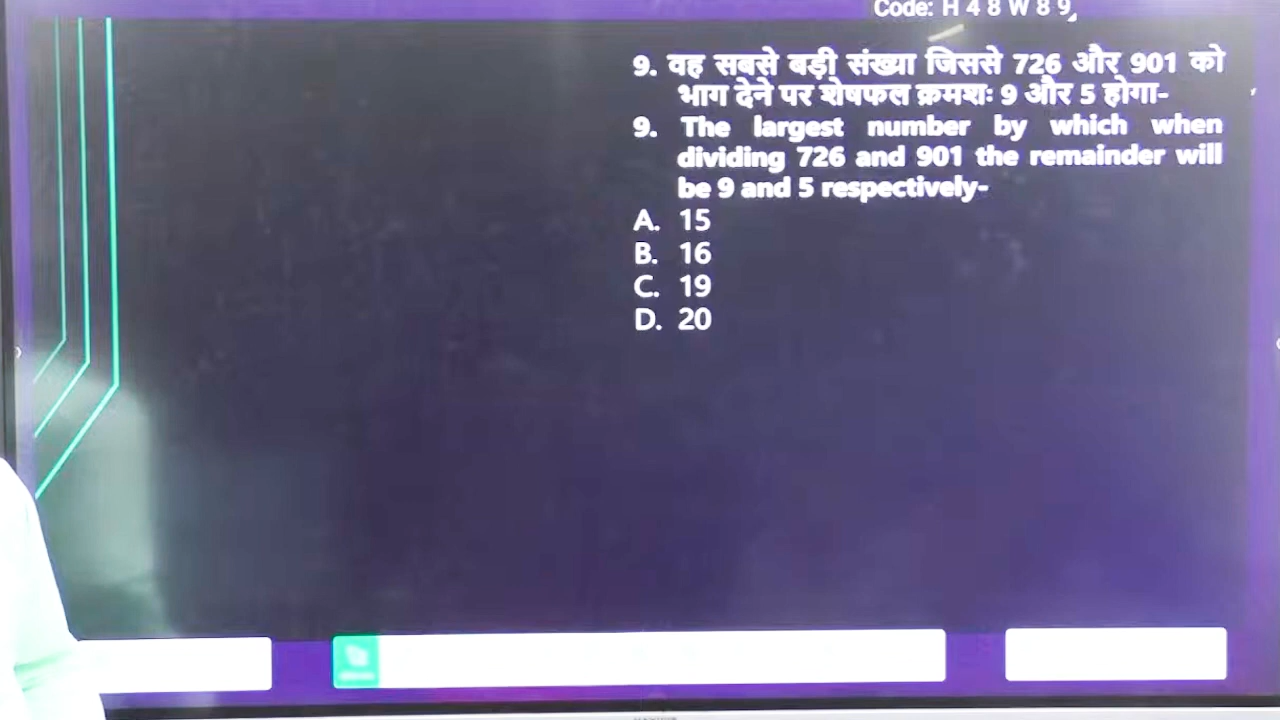 Code: H 4 8 W 8 9
9. वह सबसे बड़ी संख्या जिससे 726 और 901 को
भाग देने पर शेषफल क्रमशः 9 और 5 होगा-
9. The largest number by which when
dividing 726 and 901 the remainder will
be 9 and 5 respectively-
A. 15
B. 16
C. 19
D. 20